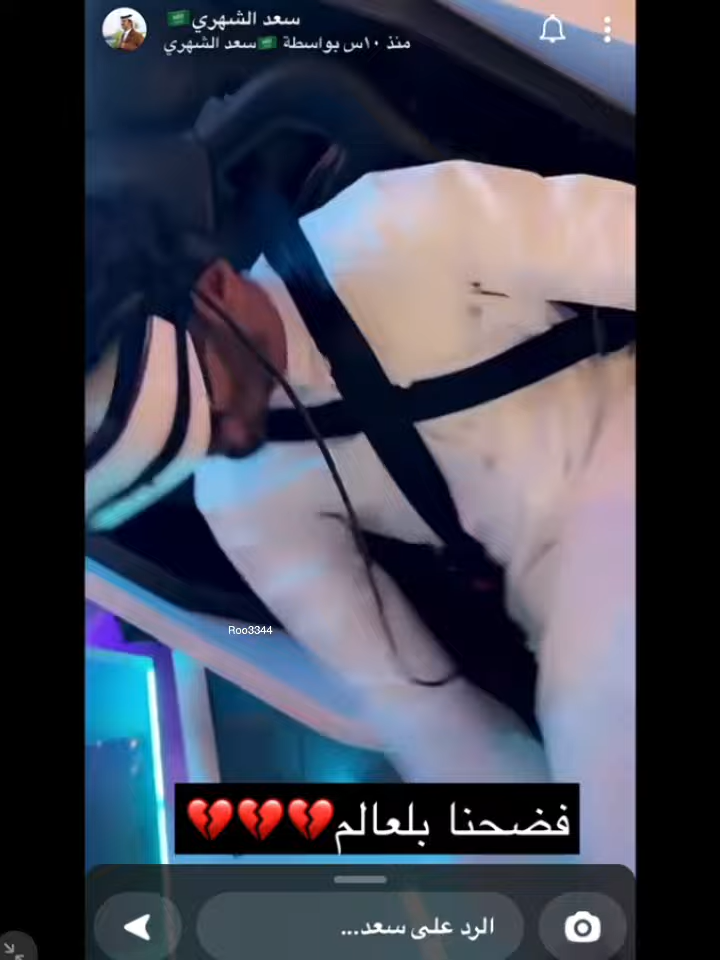 سعد الشهري🇸🇦
منذ ١٠س بواسطة 🇸🇦سعد الشهري
Roo3344
فضحنا بلعالم💔💔💔
الرد على سعد...